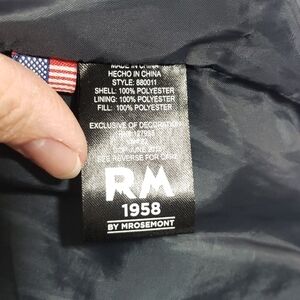 MADE IN CHINA
HECHO IN CHINA
STYLE: 880011
SHELL: 100% POLYESTER
LINING: 100% POLYESTER
FILL: 100% POLYESTER
EXCLUSIVE OF DECORATION
SEE REVERSE FOR CARE
RM
1958
BY MROSEMONT